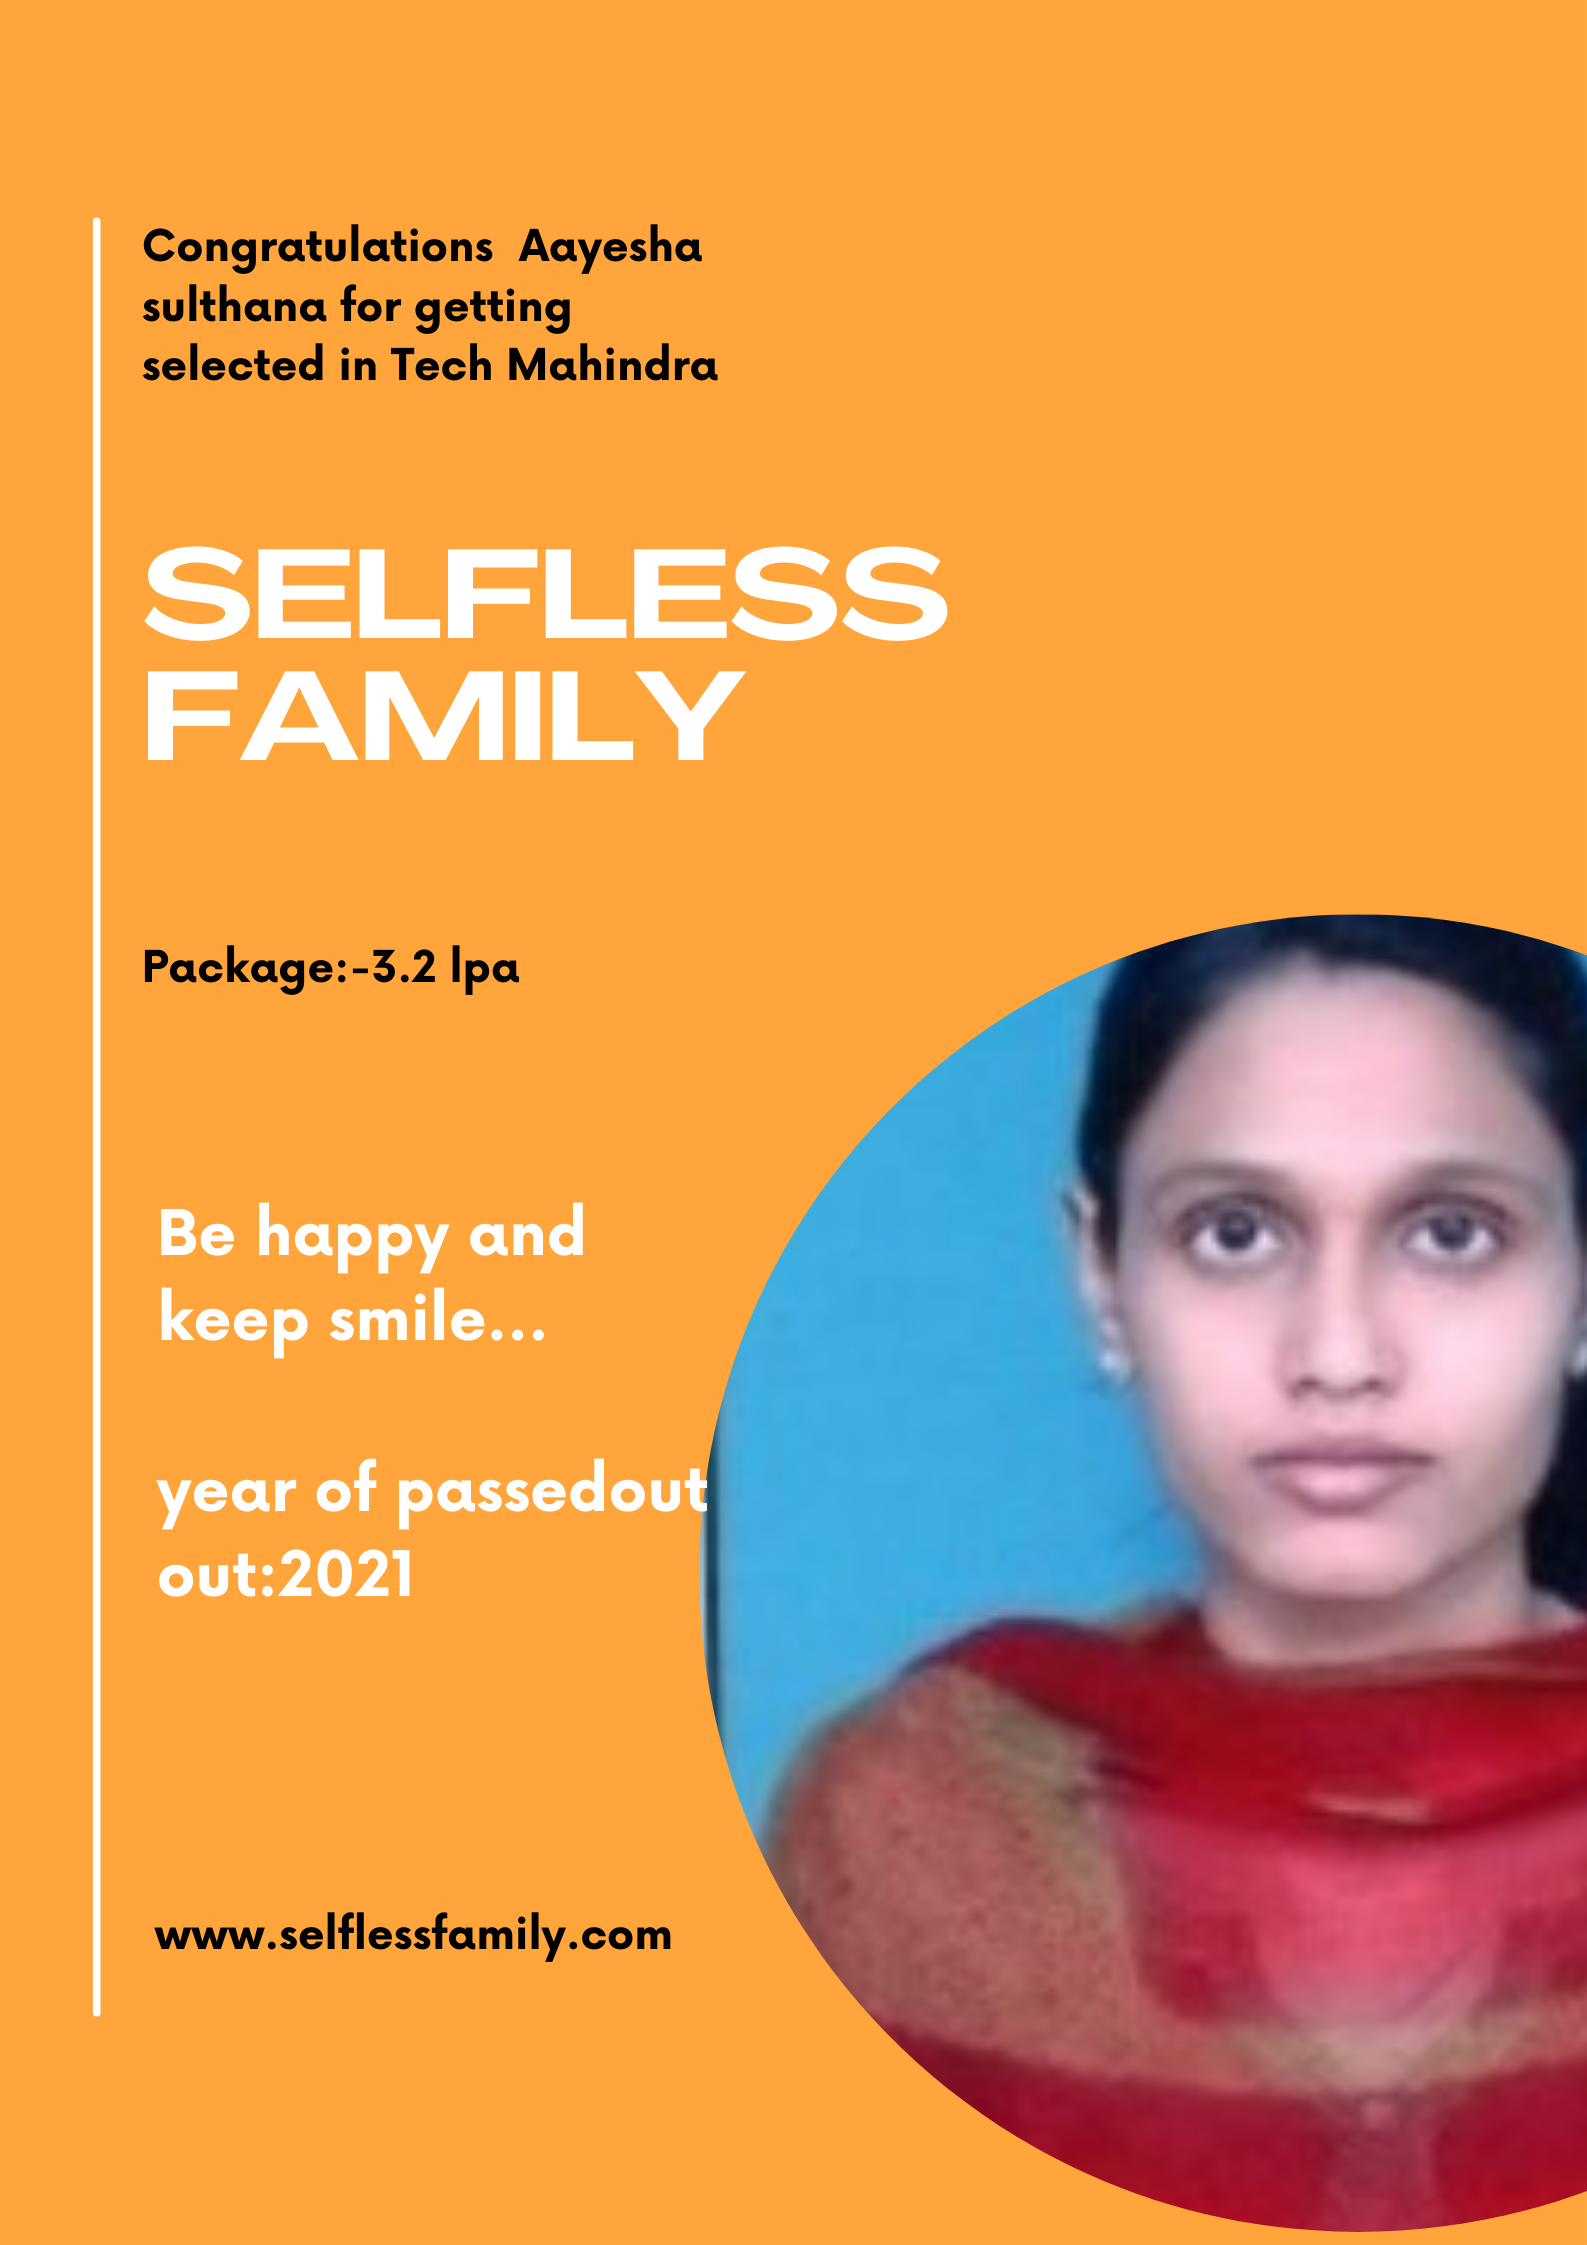 Congratulations  Aayesha
sulthana for getting
selected in Tech Mahindra
SELFLESS
FAMILY
Package:-3.2 lpa
Be happy and
keep smile...
year of passedout
out:2021
www.selflessfamily.com